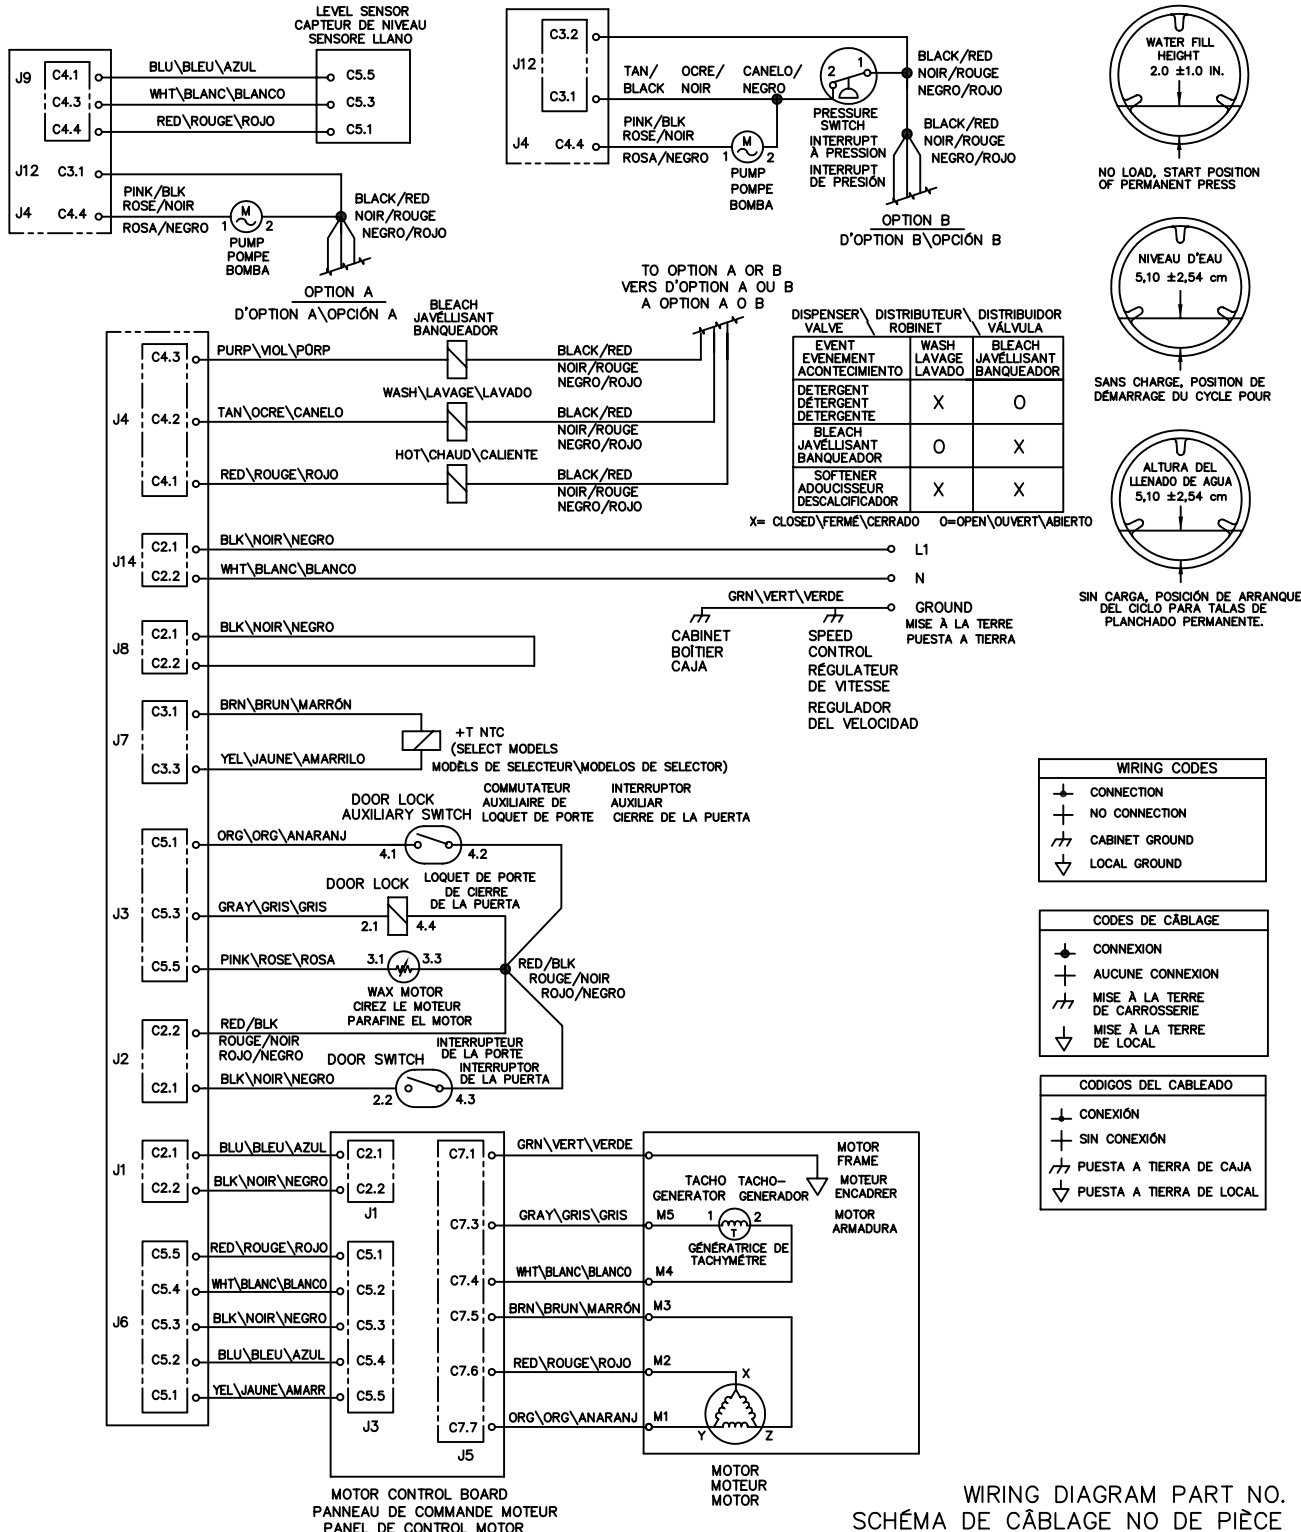 LEVEL SENSOR
CAPTEUR DE NIVEAU
SENSORE LLANO
J9
C4.1
BLU\BLEU\AZUL
C5.5
C4.3
WHT\BLANC\BLANCO
C5.3
C4.4
RED\ROUGE\ROJO
C5.1
J12
C3.1
J4
C4.4
PINK/BLK
ROSE/NOIR
ROSA/NEGRO
1
M
2
PUMP
POMPE
BOMBA
BLACK/RED
NOIR/ROUGE
NEGRO/ROJO
OPTION A
D'OPTION A\OPCIÓN A
J12
C3.2
C3.1
TAN/ OCRE/ CANELO/
BLACK NOIR NEGRO
2
1
PRESSURE
SWITCH
INTERRUPT
À PRESSION
INTERRUPT
DE PRESIÓN
BLACK/RED
NOIR/ROUGE
NEGRO/ROJO
J4
C4.4
PINK/BLK
ROSE/NOIR
ROSA/NEGRO
1
M
2
PUMP
POMPE
BOMBA
BLACK/RED
NOIR/ROUGE
NEGRO/ROJO
OPTION B
D'OPTION B\OPCIÓN B
WATER FILL
HEIGHT
2.0 ±1.0 IN.
NO LOAD, START POSITION
OF PERMANENT PRESS
NIVEAU D'EAU
5,10 ±2,54 cm
SANS CHARGE, POSITION DE
DÉMARRAGE DU CYCLE POUR
ALTURA DEL
LLENADO DE AGUA
5,10 ±2,54 cm
SIN CARGA, POSICIÓN DE ARRANQUE
DEL CICLO PARA TALAS DE
PLANCHADO PERMANENTE.
TO OPTION A OR B
VERS D'OPTION A OU B
A OPTION A O B
DISPENSER\ DISTRIBUTEUR\ DISTRIBUIDOR
VALVE ROBINET VÁLVULA
EVENT
EVENEMENT
ACONTECIMIENTO
WASH
LAVAGE
LAVADO
BLEACH
JAVÉLLISANT
BANQUEADOR
DETERGENT
DÉTERGENT
DETERGENTE
X
O
BLEACH
JAVÉLLISANT
BANQUEADOR
O
X
SOFTENER
ADOUCISSEUR
DESCALCIFICADOR
X
X
X= CLOSED\FERMÉ\CERRADO O=OPEN\OUVERT\ABIERTO
J4
C4.3
PURP\VIOL\PÚRP
BLEACH
JAVÉLLISANT
BANQUEADOR
BLACK/RED
NOIR/ROUGE
NEGRO/ROJO
C4.2
TAN\OCRE\CANELO
WASH\LAVAGE\LAVADO
BLACK/RED
NOIR/ROUGE
NEGRO/ROJO
C4.1
RED\ROUGE\ROJO
HOT\CHAUD\CALIENTE
BLACK/RED
NOIR/ROUGE
NEGRO/ROJO
J14
C2.1
BLK\NOIR\NEGRO
L1
C2.2
WHT\BLANC\BLANCO
N
GRN\VERT\VERDE
GROUND
MISE À LA TERRE
PUESTA A TIERRA
CABINET
BOÎTIER
CAJA
SPEED
CONTROL
RÉGULATEUR
DE VITESSE
REGULADOR
DEL VELOCIDAD
J8
C2.1
BLK\NOIR\NEGRO
C2.2
J7
C3.1
BRN\BRUN\MARRÓN
C3.3
YEL\JAUNE\AMARRILO
+T NTC
(SELECT MODELS
MODÈLS DE SELECTEUR\MODELOS DE SELECTOR)
J3
C5.1
ORG\ORG\ANARANJ
DOOR LOCK
AUXILIARY SWITCH
COMMUTATEUR
AUXILIAIRE DE
LOQUET DE PORTE
INTERRUPTOR
AUXILIAR
CIERRE DE LA PUERTA
4.1
4.2
C5.3
GRAY\GRIS\GRIS
DOOR LOCK
LOQUET DE PORTE
DE CIERRE
DE LA PUERTA
2.1
4.4
C5.5
PINK\ROSE\ROSA
3.1
3.3
WAX MOTOR
CIREZ LE MOTEUR
PARAFINE EL MOTOR
RED/BLK
ROUGE/NOIR
ROJO/NEGRO
J2
C2.2
RED/BLK
ROUGE/NOIR
ROJO/NEGRO
C2.1
BLK\NOIR\NEGRO
DOOR SWITCH
INTERRUPTEUR
DE LA PORTE
INTERRUPTOR
DE LA PUERTA
2.2
4.3
J1
C2.1
BLU\BLEU\AZUL
C2.1
C2.2
BLK\NOIR\NEGRO
C2.2
J1
J6
C5.5
RED\ROUGE\ROJO
C5.1
C5.4
WHT\BLANC\BLANCO
C5.2
C5.3
BLK\NOIR\NEGRO
C5.3
C5.2
BLU\BLEU\AZUL
C5.4
C5.1
YEL\JAUNE\AMARR
C5.5
J3
C7.1
GRN\VERT\VERDE
C7.3
GRAY\GRIS\GRIS
M5
C7.4
WHT\BLANC\BLANCO
M4
C7.5
BRN\BRUN\MARRÓN
M3
C7.6
RED\ROUGE\ROJO
M2
C7.7
ORG\ORG\ANARANJ
M1
J5
MOTOR
FRAME
MOTEUR
ENCADRER
MOTOR
ARMADURA
TACHO TACHO-
GENERATOR GENERADOR
1
2
T
GÉNÉRATRICE DE
TACHYMÉTRE
X
Y
Z
MOTOR
MOTEUR
MOTOR
MOTOR CONTROL BOARD
PANNEAU DE COMMANDE MOTEUR
PANEL DE CONTROL MOTOR
WIRING CODES
CONNECTION
NO CONNECTION
CABINET GROUND
LOCAL GROUND
CODES DE CÂBLAGE
CONNEXION
AUCUNE CONNEXION
MISE À LA TERRE
DE CARROSSERIE
MISE À LA TERRE
DE LOCAL
CODIGOS DEL CABLEADO
CONEXIÓN
SIN CONEXIÓN
PUESTA A TIERRA DE CAJA
PUESTA A TIERRA DE LOCAL
WIRING DIAGRAM PART NO.
SCHÉMA DE CÂBLAGE NO DE PIÈCE